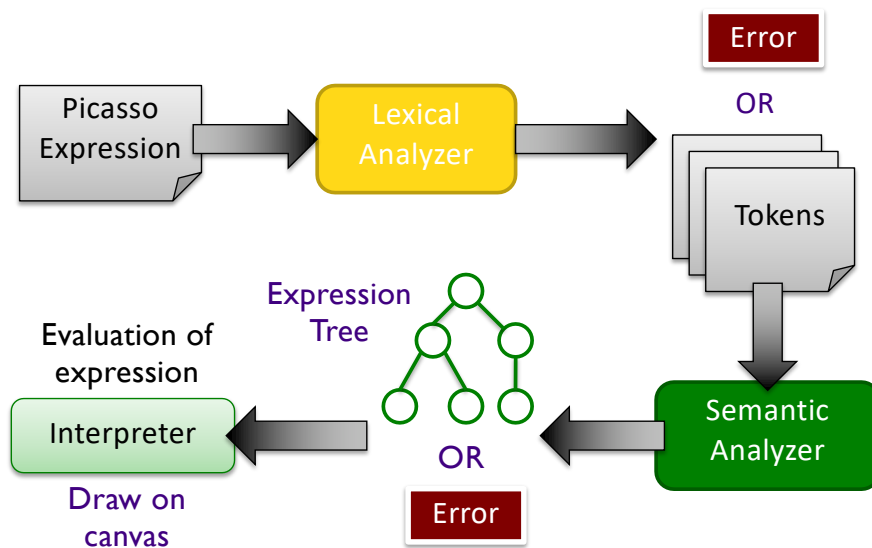 Picasso
Expression
Lexical
Analyzer
Error
OR
Tokens
Semantic
Analyzer
Expression
Tree
OR
Error
Evaluation of
expression
Interpreter
Draw on
canvas